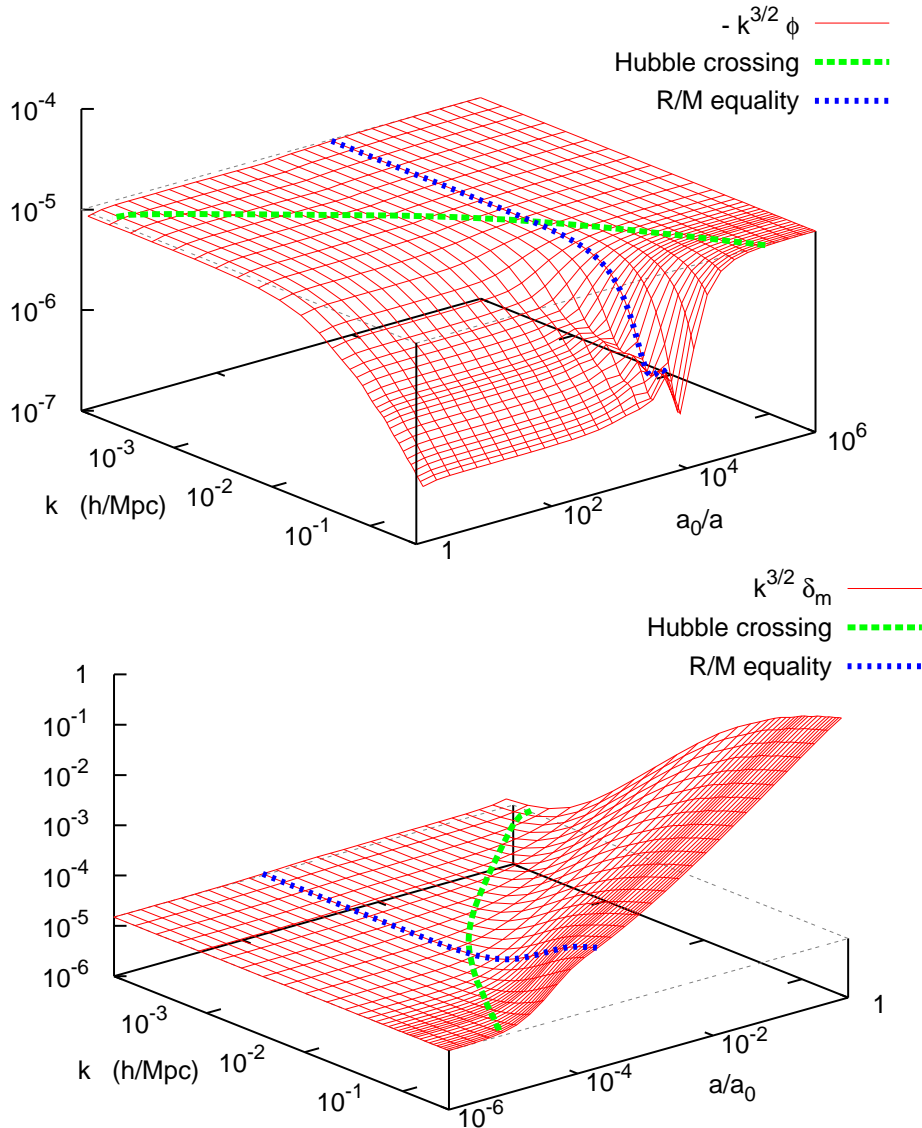 - k^{3/2} ϕ
Hubble crossing
R/M equality
10^{-4}
10^{-5}
10^{-6}
10^{-7}
10^{-3}
10^{-2}
10^{-1}
k (h/Mpc)
1
10^2
10^4
10^6
a_0/a
k^{3/2} δ_m
Hubble crossing
R/M equality
1
10^{-1}
10^{-2}
10^{-3}
10^{-4}
10^{-5}
10^{-6}
10^{-3}
10^{-2}
10^{-1}
k (h/Mpc)
10^{-6}
10^{-4}
10^{-2}
1
a/a_0